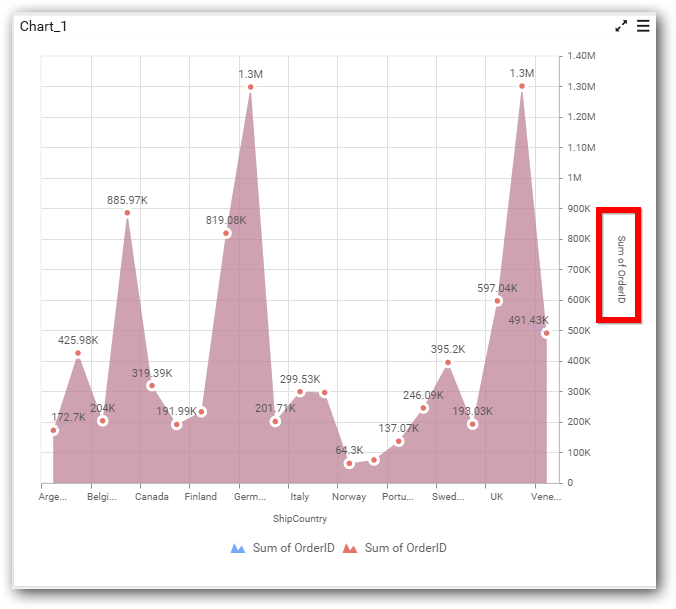 Chart_1
1.40M
1.3M
1.3M
1.30M
1.20M
1.10M
1M
885.97K
900K
819.08K
800K
Sum of OrderID
700K
597.04K
600K
491.43K
500K
425.98K
395.2K
400K
319.39K
299.53K
300K
172.7K
204K
191.99K
201.71K
246.09K
193.03K
200K
137.07K
100K
64.3K
0
Arge... Belgi... Canada Finland Germ... Italy Norway Portu... Swed... UK Vene...
ShipCountry
Sum of OrderID Sum of OrderID